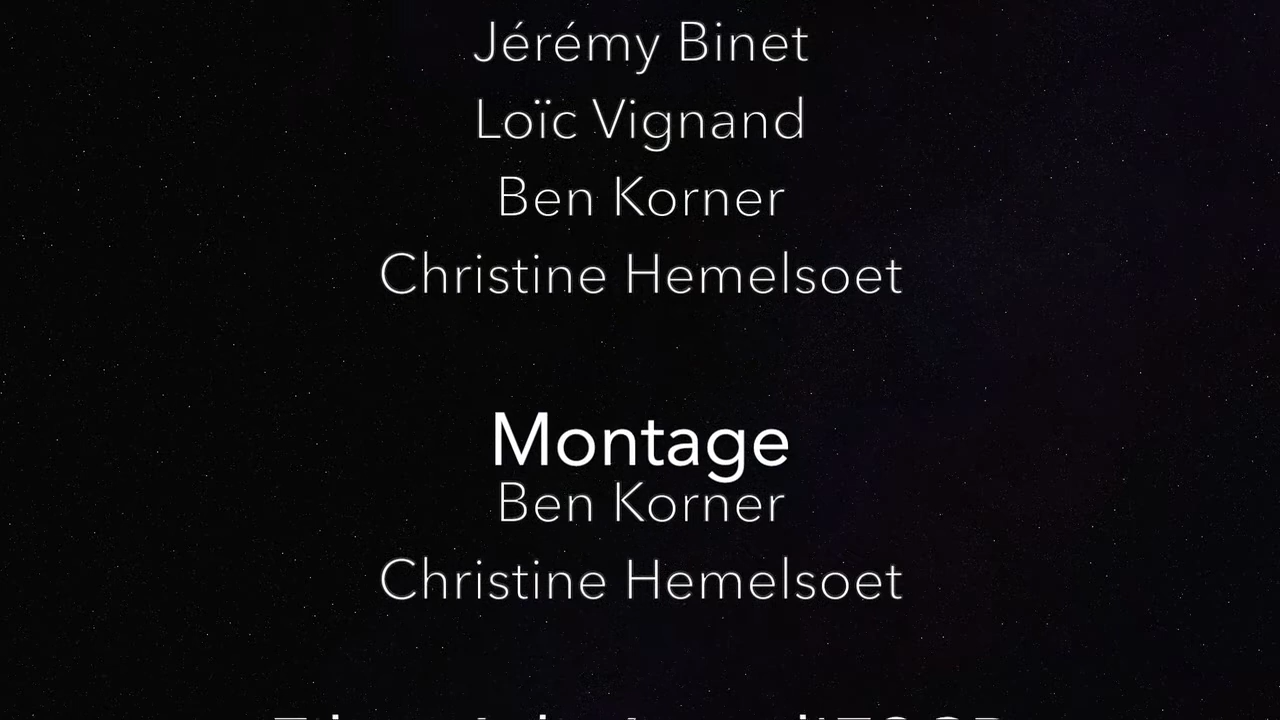 Jérémy Binet
Loïc Vignand
Ben Korner
Christine Hemelsoet
Montage
Ben Korner
Christine Hemelsoet